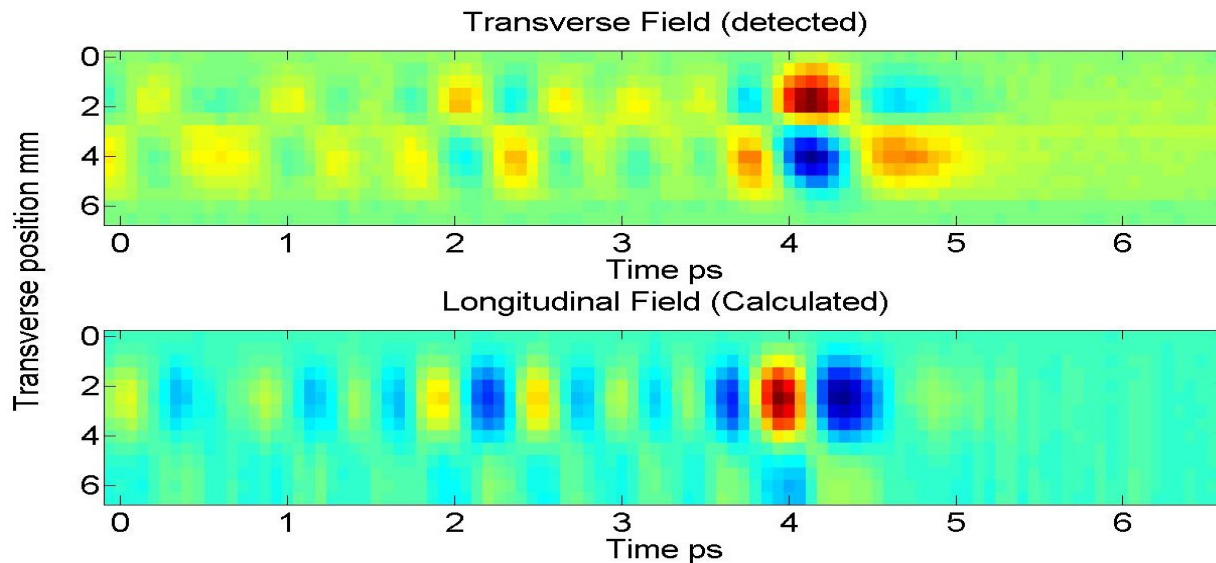 Transverse Field (detected)
0
2
4
6
0 1 2 3 4 5 6
Time ps
Transverse position mm
Longitudinal Field (Calculated)
0
2
4
6
0 1 2 3 4 5 6
Time ps